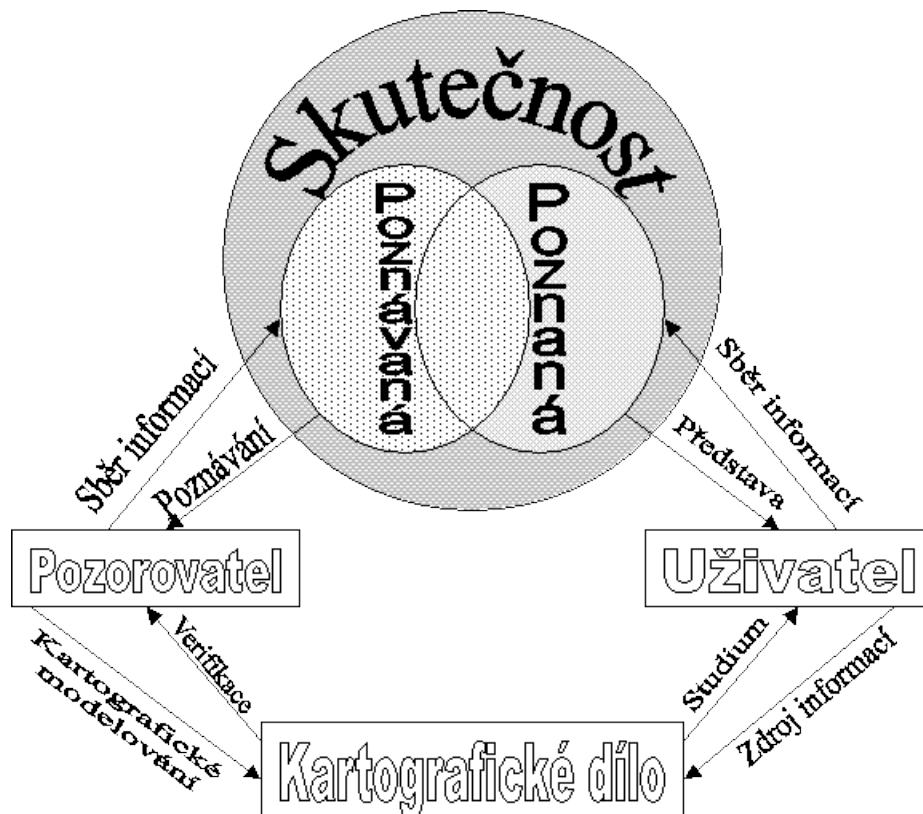 Skutečnost
Poznávaná
Poznaná
Sběr informací
Poznávání
Sběr informací
Představa
Pozorovatel
Uživatel
Kartografické
modelování
Verifikace
Studium
Zdroj informací
Kartografické dílo